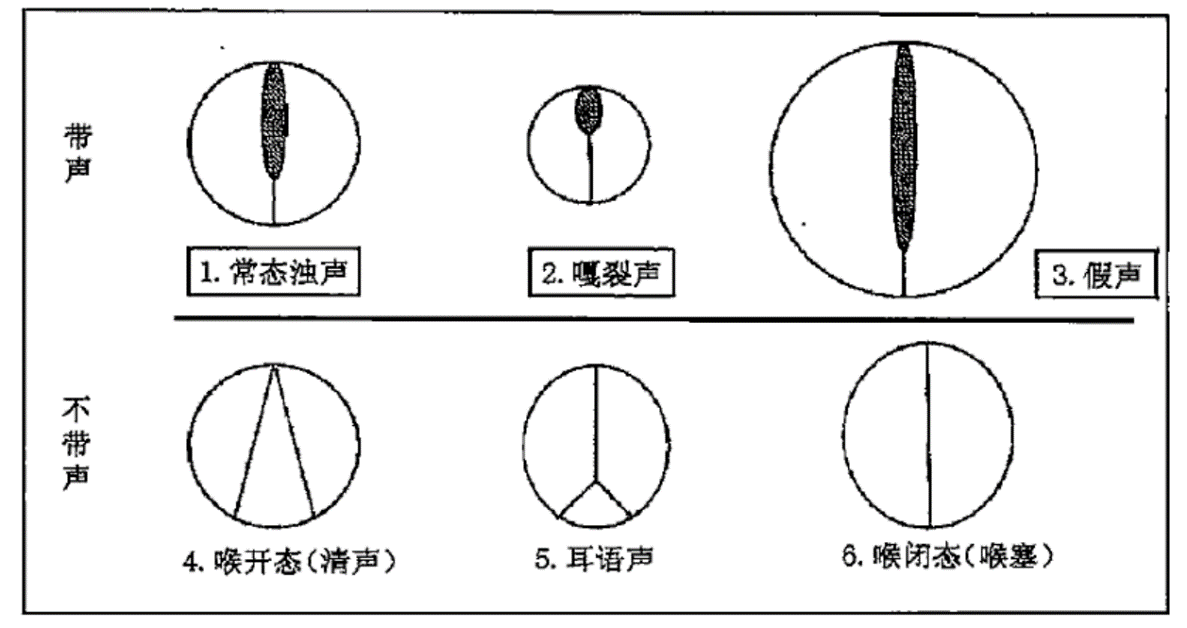 带声
1. 常态浊声
2. 嘎裂声
3. 假声
不带声
4. 喉开态(清声)
5. 耳语声
6. 喉闭态(喉塞)